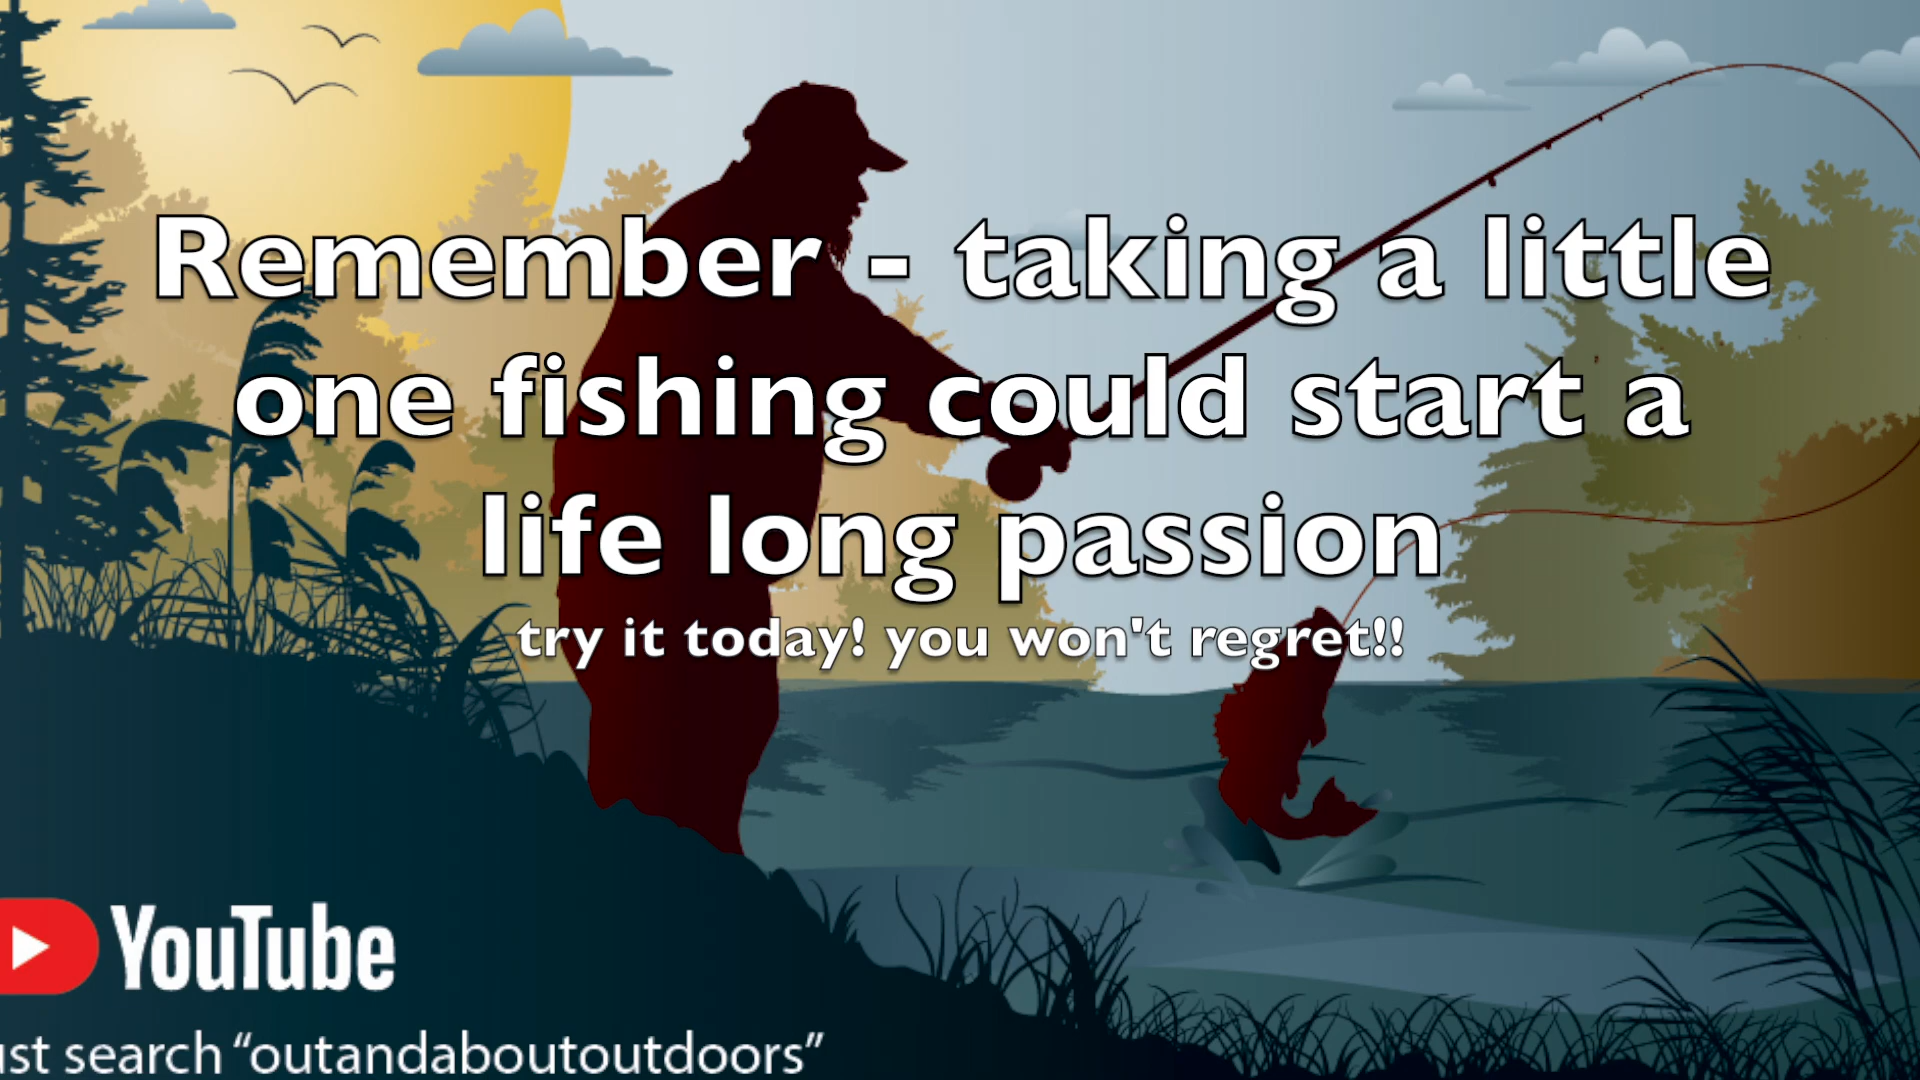 Remember - taking a little
one fishing could start a
life long passion
try it today! you won't regret!!
YouTube
ust search “outandaboutoutdoors”